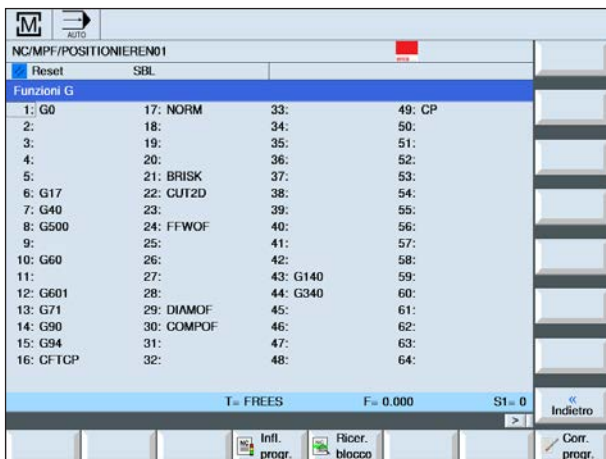 M AUTO
NC/MPF/POSITIONIEREN01
Reset SBL
Funzioni G
1: G0 17: NORM 33: 49: CP
2: 18: 34: 50:
3: 19: 35: 51:
4: 20: 36: 52:
5: 21: BRISK 37: 53:
6: G17 22: CUT2D 38: 54:
7: G40 23: 39: 55:
8: G500 24: FFWOF 40: 56:
9: 25: 41: 57:
10: G60 26: 42: 58:
11: 27: 43: G140 59:
12: G601 28: 44: G340 60:
13: G71 29: DIAMOF 45: 61:
14: G90 30: COMPOF 46: 62:
15: G94 31: 47: 63:
16: CFTCP 32: 48: 64:
T= FREES F= 0.000 S1= 0
« Indietro
>
NC Infl. progr.
Ricer. blocco
Corr. progr.